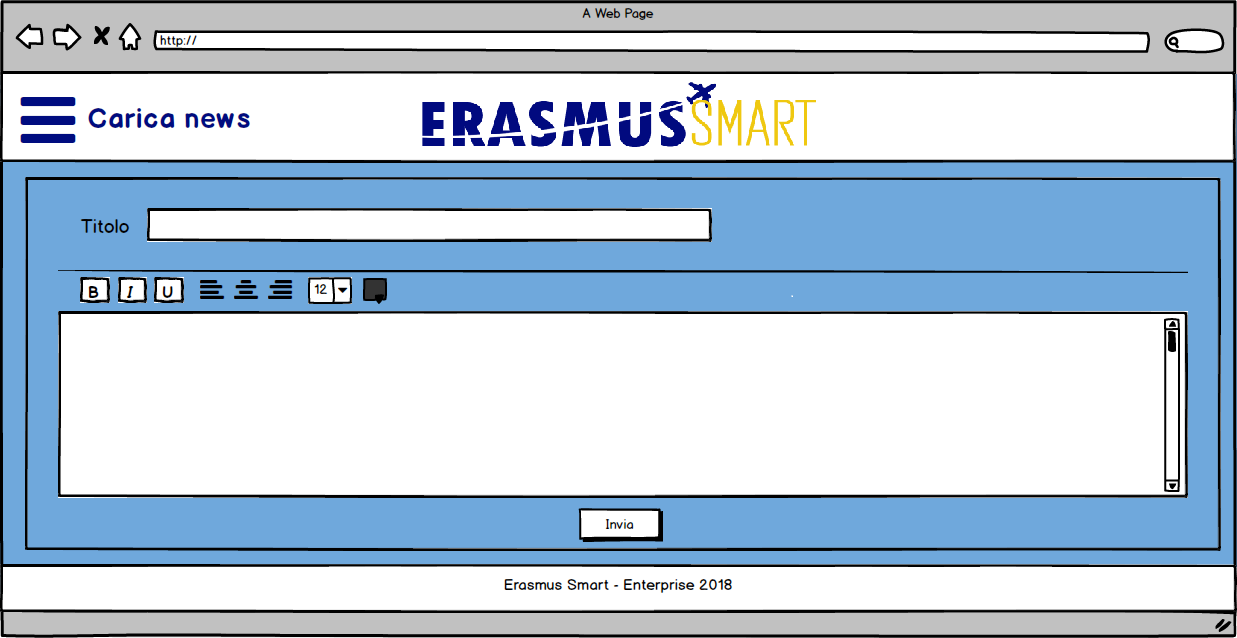 A Web Page
http://
Carica news
ERASMUSSMART
Titolo
B I U 12
Invia
Erasmus Smart - Enterprise 2018